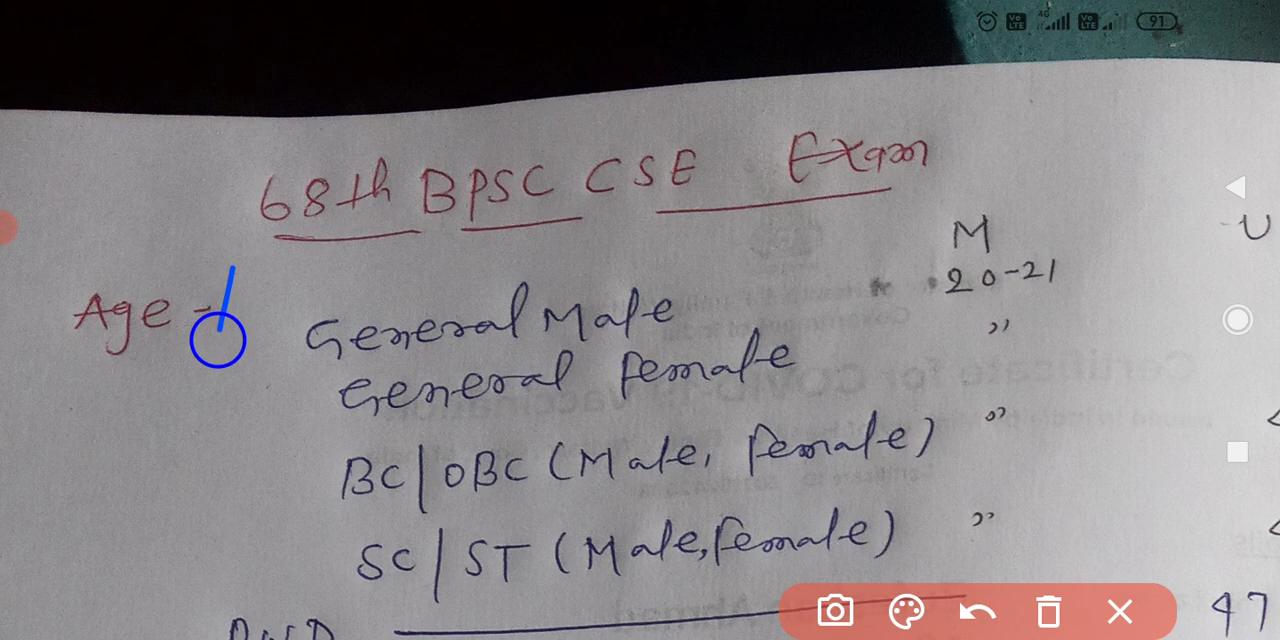 91
68th BPSC CSE Exam
M U
Age - General Male 20-21
General Female "
BC/OBC (Male, Female) "
SC/ST (Male, Female) "
47